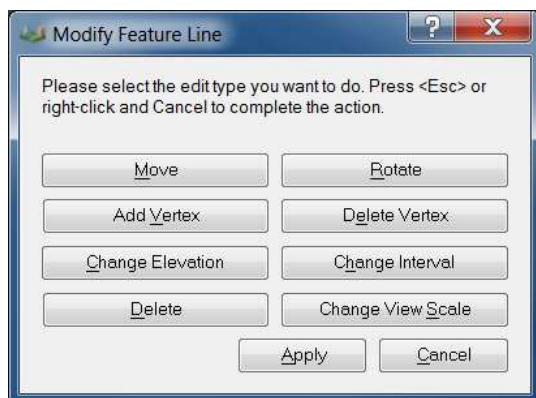 Modify Feature Line
?
X
Please select the edit type you want to do. Press <Esc> or
right-click and Cancel to complete the action.
Move
Rotate
Add Vertex
Delete Vertex
Change Elevation
Change Interval
Delete
Change View Scale
Apply
Cancel